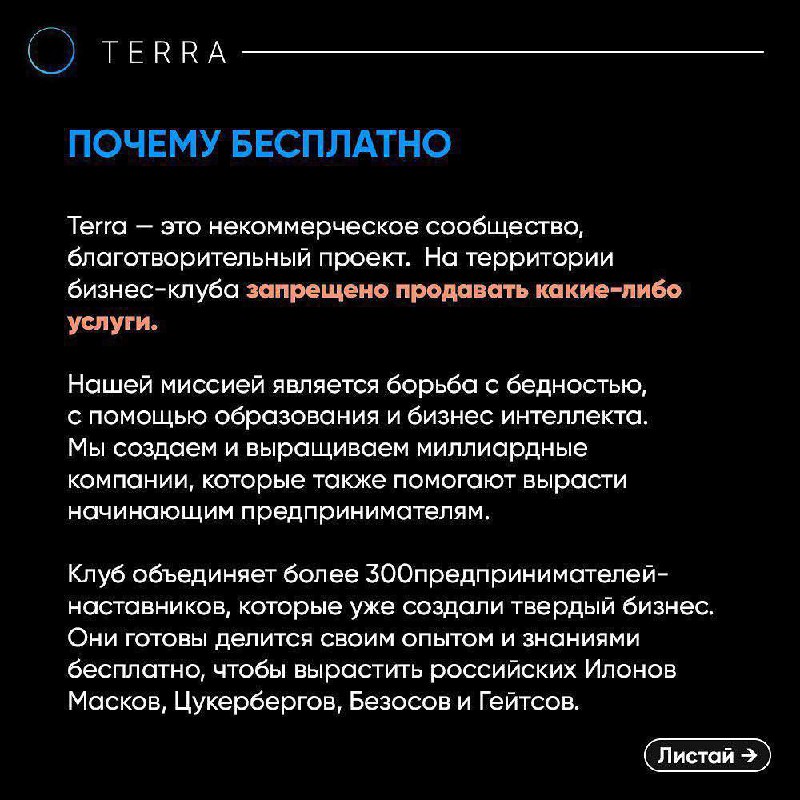 TERRA
ПОЧЕМУ БЕСПЛАТНО
Terra — это некоммерческое сообщество,
благотворительный проект. На территории
бизнес-клуба запрещено продавать какие-либо
услуги.
Нашей миссией является борьба с бедностью,
с помощью образования и бизнес интеллекта.
Мы создаем и выращиваем миллиардные
компании, которые также помогают вырасти
начинающим предпринимателям.
Клуб объединяет более 300предпринимателей-
наставников, которые уже создали твердый бизнес.
Они готовы делится своим опытом и знаниями
бесплатно, чтобы вырастить российских Илонов
Масков, Цукербергов, Безосов и Гейтсов.
Листай →